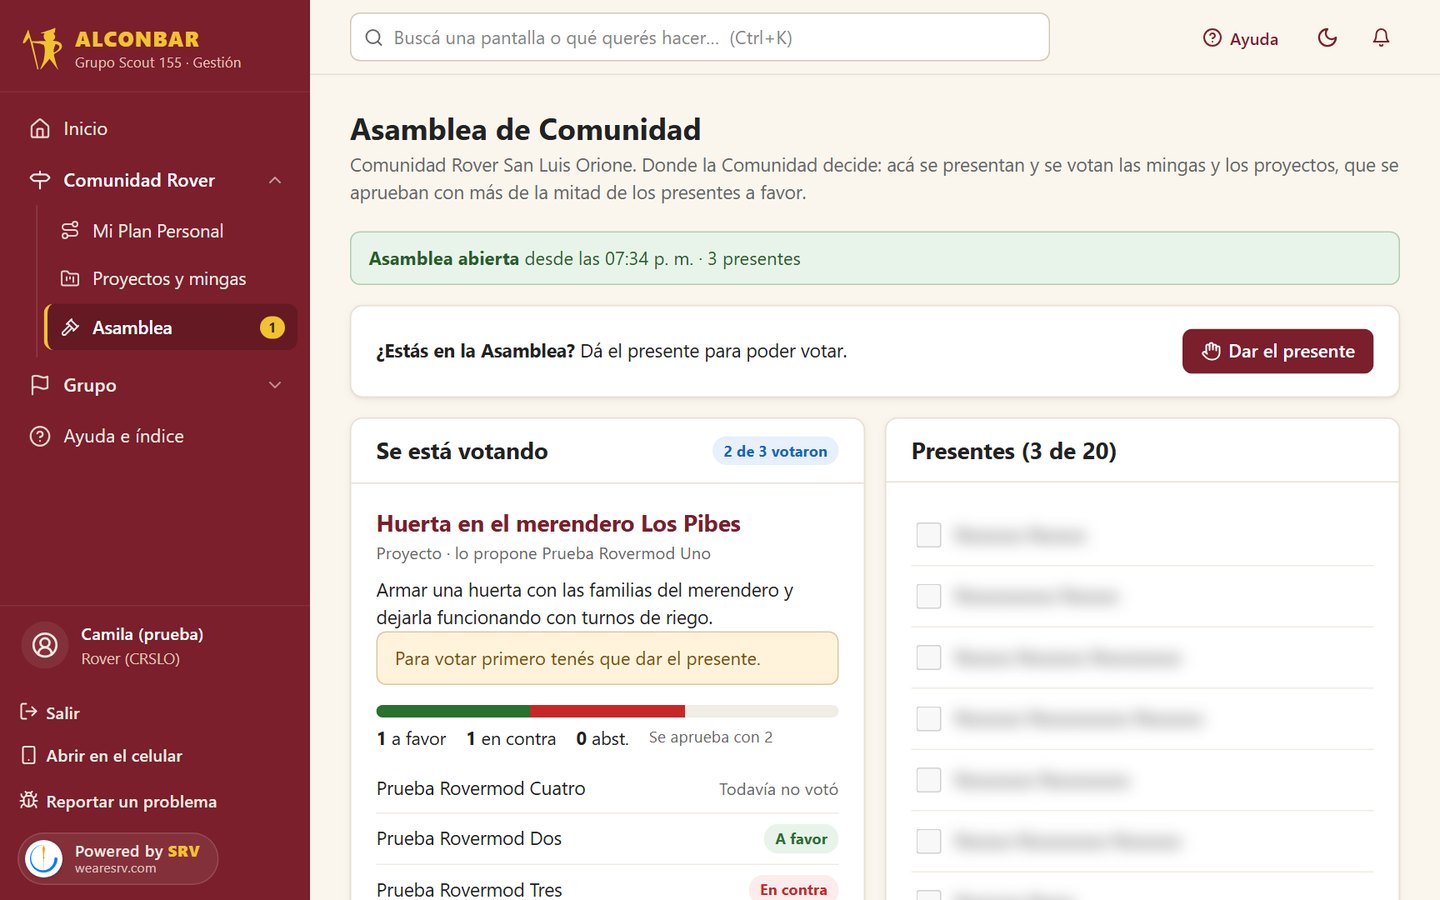 ALCONBAR
Grupo Scout 155 · Gestión
Inicio
Comunidad Rover
Mi Plan Personal
Proyectos y mingas
Asamblea 1
Grupo
Ayuda e índice
Camila (prueba)
Rover (CRSLO)
Salir
Abrir en el celular
Reportar un problema
Powered by SRV
wearesrv.com
Buscá una pantalla o qué querés hacer... (Ctrl+K)
Ayuda
Asamblea de Comunidad
Comunidad Rover San Luis Orione. Donde la Comunidad decide: acá se presentan y se votan las mingas y los proyectos, que se
aprueban con más de la mitad de los presentes a favor.
Asamblea abierta desde las 07:34 p. m. · 3 presentes
¿Estás en la Asamblea? Dá el presente para poder votar.
Dar el presente
Se está votando
2 de 3 votaron
Huerta en el merendero Los Pibes
Proyecto · lo propone Prueba Rovermod Uno
Armar una huerta con las familias del merendero y
dejarla funcionando con turnos de riego.
Para votar primero tenés que dar el presente.
1 a favor 1 en contra 0 abst. Se aprueba con 2
Prueba Rovermod Cuatro Todavía no votó
Prueba Rovermod Dos A favor
Prueba Rovermod Tres En contra
Presentes (3 de 20)